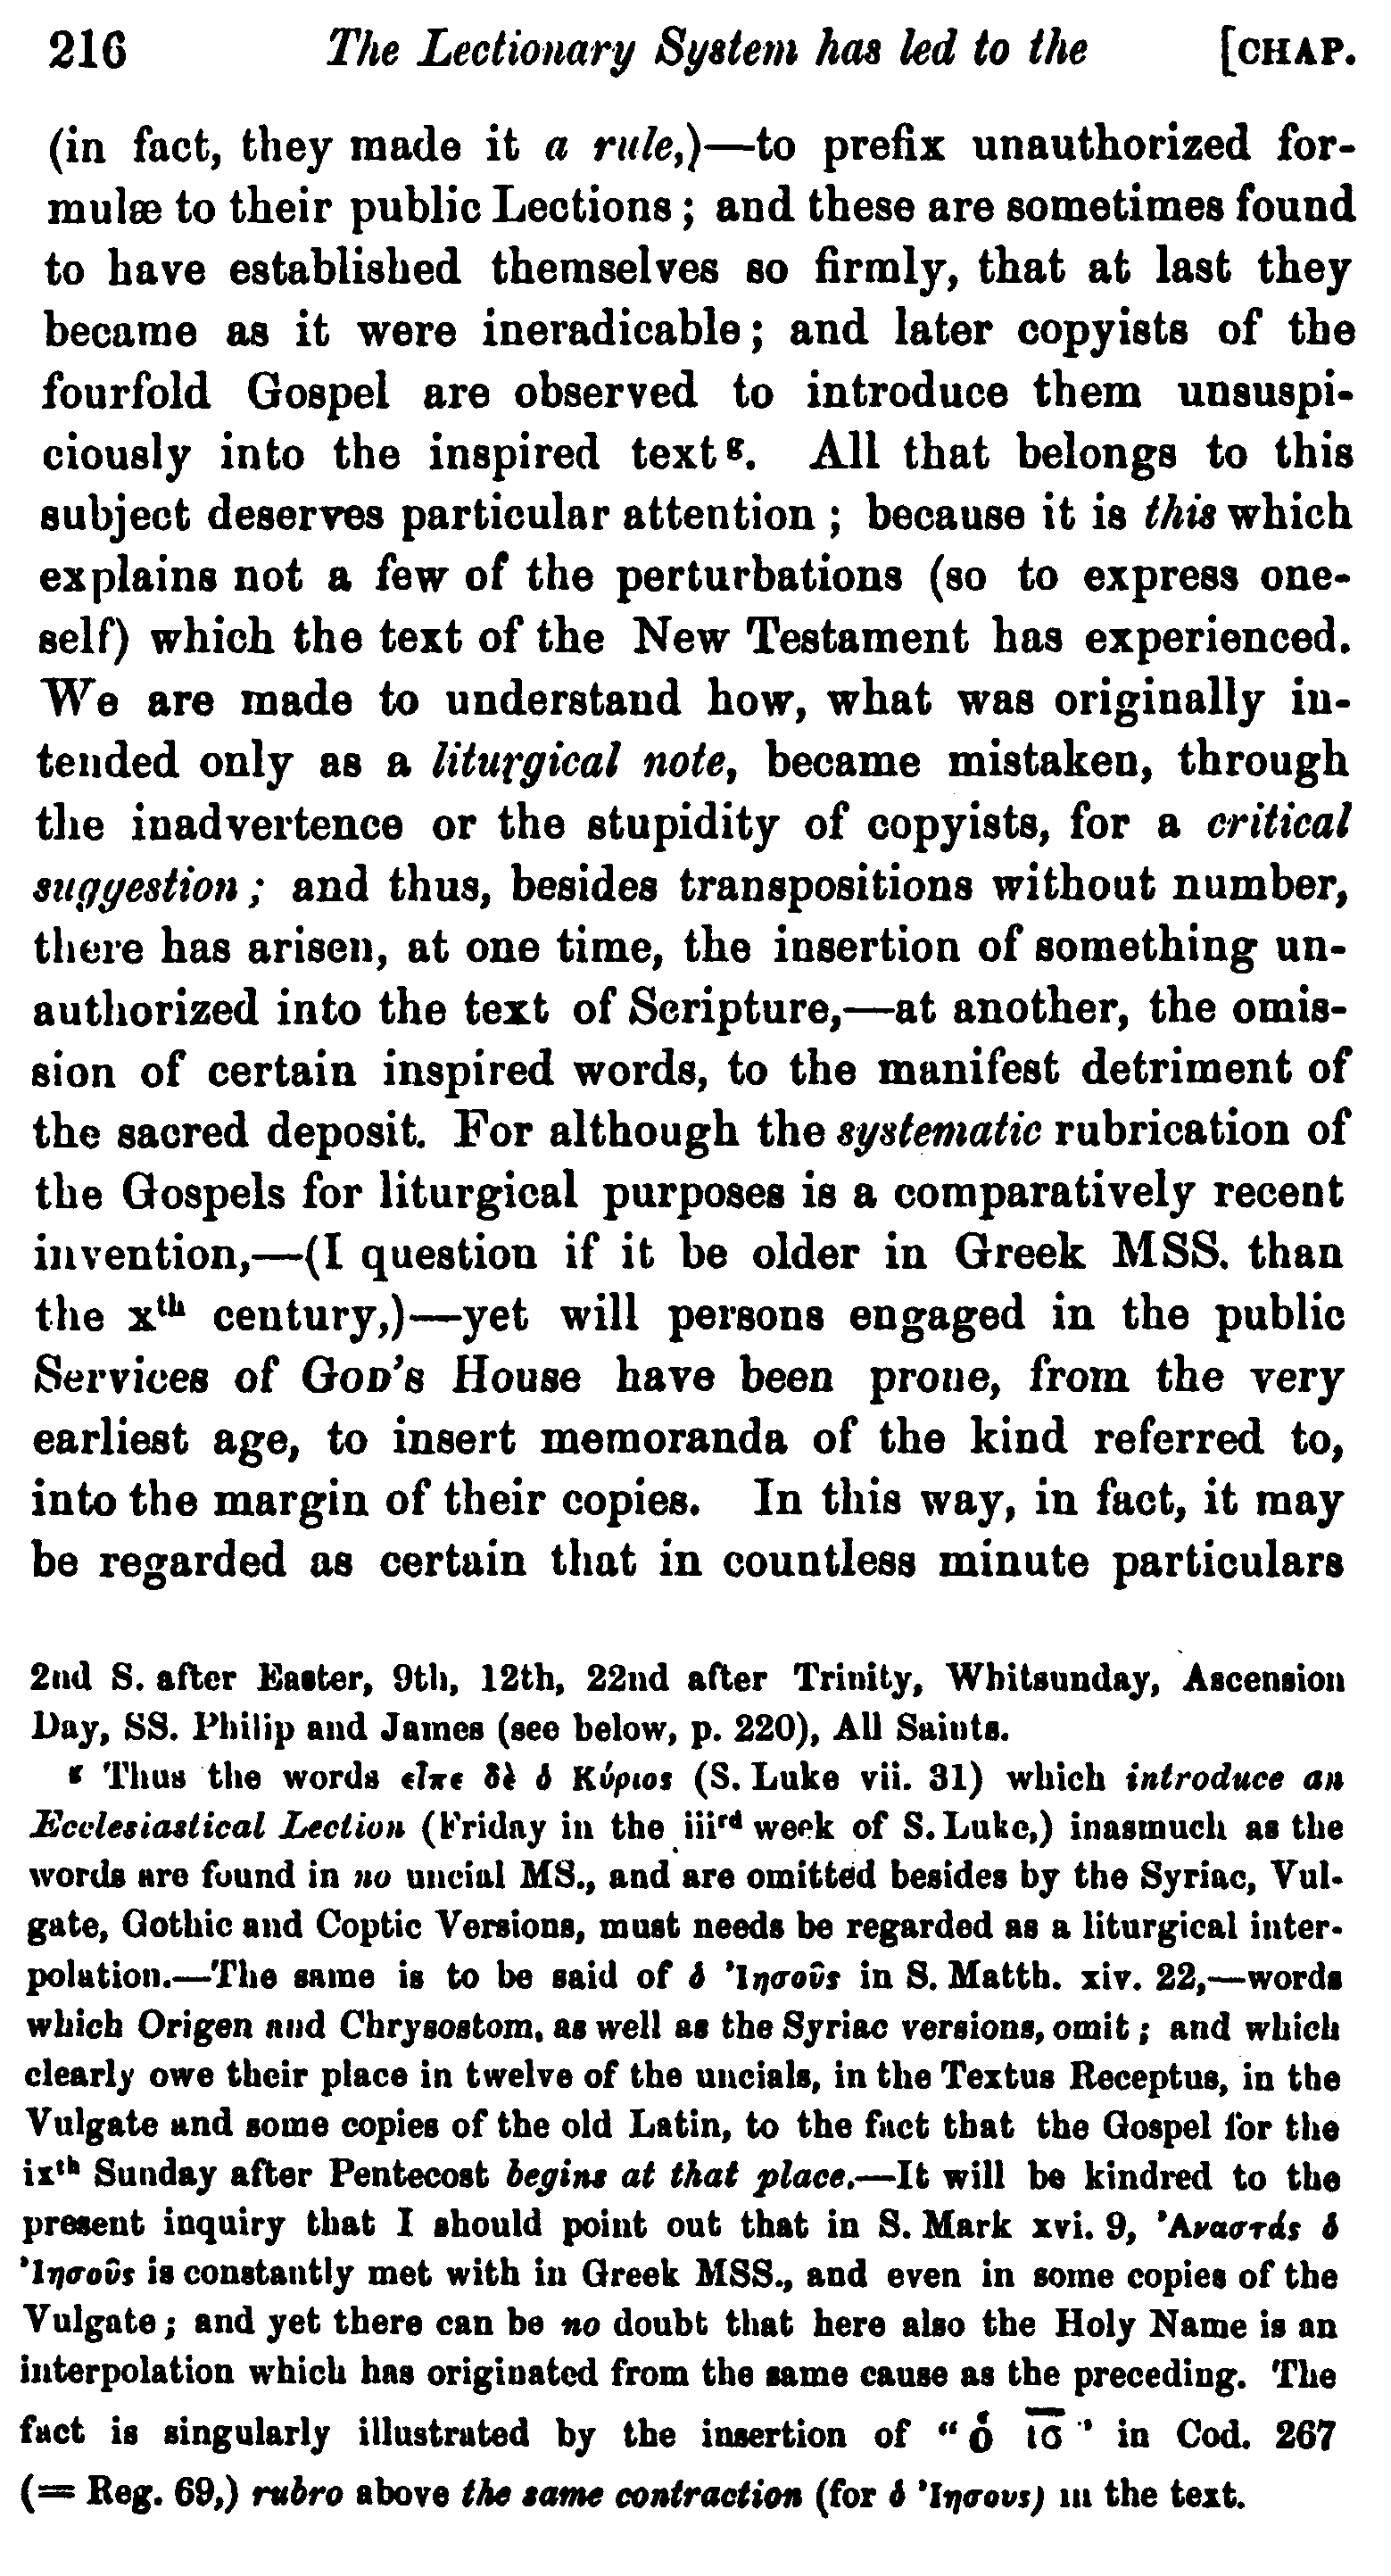 216 The Lectionary System has led to the [CHAP.
(in fact, they made it a rule,)—to prefix unauthorized for-
mulæ to their public Lections; and these are sometimes found
to have established themselves so firmly, that at last they
became as it were ineradicable; and later copyists of the
fourfold Gospel are observed to introduce them unsuspi-
ciously into the inspired text g. All that belongs to this
subject deserves particular attention; because it is this which
explains not a few of the perturbations (so to express one-
self) which the text of the New Testament has experienced.
We are made to understand how, what was originally in-
tended only as a liturgical note, became mistaken, through
the inadvertence or the stupidity of copyists, for a critical
suggestion; and thus, besides transpositions without number,
there has arisen, at one time, the insertion of something un-
authorized into the text of Scripture,—at another, the omis-
sion of certain inspired words, to the manifest detriment of
the sacred deposit. For although the systematic rubrication of
the Gospels for liturgical purposes is a comparatively recent
invention,—(I question if it be older in Greek MSS. than
the xth century,)—yet will persons engaged in the public
Services of GOD's House have been prone, from the very
earliest age, to insert memoranda of the kind referred to,
into the margin of their copies. In this way, in fact, it may
be regarded as certain that in countless minute particulars
2nd S. after Easter, 9th, 12th, 22nd after Trinity, Whitsunday, Ascension
Day, SS. Philip and James (see below, p. 220), All Saints.
g Thus the words εἶπε δὲ ὁ Κύριος (S. Luke vii. 31) which introduce an
Ecclesiastical Lection (Friday in the iiird week of S. Luke,) inasmuch as the
words are found in no uncial MS., and are omitted besides by the Syriac, Vul-
gate, Gothic and Coptic Versions, must needs be regarded as a liturgical inter-
polation.—The same is to be said of ὁ Ἰησοῦς in S. Matth. xiv. 22,—words
which Origen and Chrysostom, as well as the Syriac versions, omit; and which
clearly owe their place in twelve of the uncials, in the Textus Receptus, in the
Vulgate and some copies of the old Latin, to the fact that the Gospel for the
ixth Sunday after Pentecost begins at that place.—It will be kindred to the
present inquiry that I should point out that in S. Mark xvi. 9, Ἀναστάς ὁ
Ἰησοῦς is constantly met with in Greek MSS., and even in some copies of the
Vulgate; and yet there can be no doubt that here also the Holy Name is an
interpolation which has originated from the same cause as the preceding. The
fact is singularly illustrated by the insertion of "ὁ ι̅σ̅" in Cod. 267
(= Reg. 69,) rubro above the same contraction (for ὁ Ἰησους) in the text.